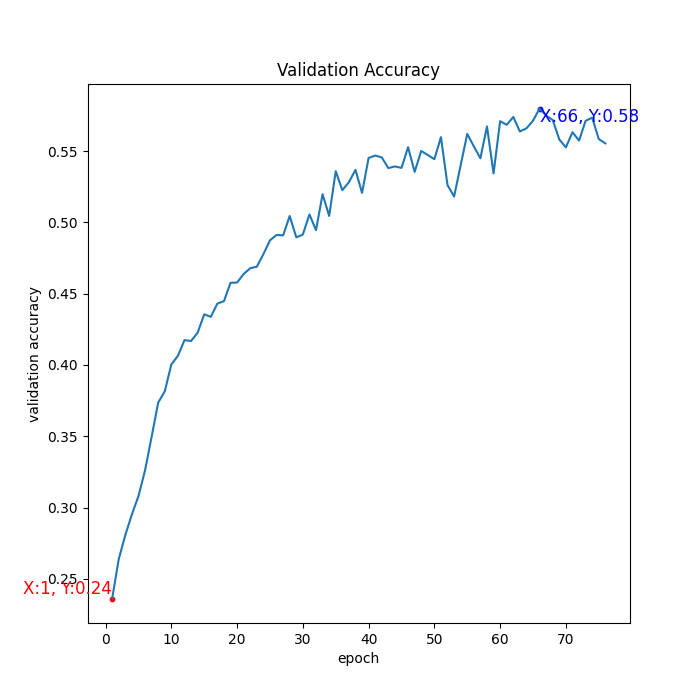 Validation Accuracy
X:66, Y:0.58
0.55
0.50
0.45
0.40
0.35
0.30
0.25
X:1, Y:0.24
validation accuracy
0 10 20 30 40 50 60 70
epoch